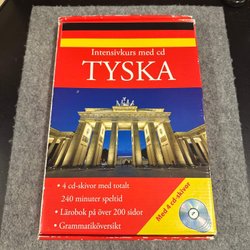 Intensivkurs med cd
TYSKA
• 4 cd-skivor med totalt
240 minuter speltid
• Lärobok på över 200 sidor
• Grammatiköversikt
Med 4 cd-skivor